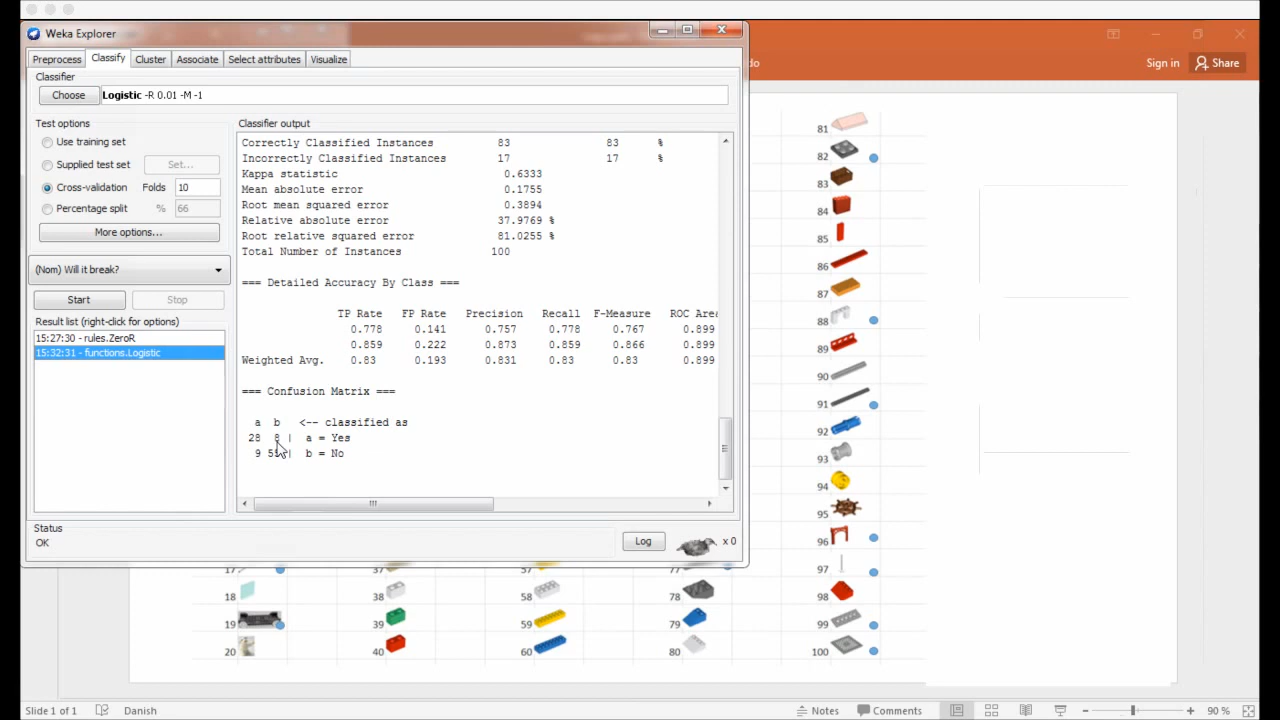 Weka Explorer
Preprocess Classify Cluster Associate Select attributes Visualize
Classifier
Choose Logistic -R 0.01 -M -1
Test options
Use training set
Supplied test set Set...
Cross-validation Folds 10
Percentage split % 66
More options...
(Nom) Will it break?
Start Stop
Result list (right-click for options)
15:27:30 - rules.ZeroR
15:32:31 - functions.Logistic
Classifier output
Correctly Classified Instances 83 83 %
Incorrectly Classified Instances 17 17 %
Kappa statistic 0.6333
Mean absolute error 0.1755
Root mean squared error 0.3894
Relative absolute error 37.9769 %
Root relative squared error 81.0255 %
Total Number of Instances 100
=== Detailed Accuracy By Class ===
TP Rate FP Rate Precision Recall F-Measure ROC Area
0.778 0.141 0.757 0.778 0.767 0.899
0.859 0.222 0.873 0.859 0.866 0.899
Weighted Avg. 0.83 0.193 0.831 0.83 0.83 0.899
=== Confusion Matrix ===
a b <-- classified as
28 8 | a = Yes
9 55 | b = No
Status
OK
Log x 0
do
Sign in Share
81
82
83
84
85
86
87
88
89
90
91
92
93
94
95
96
17 37 57 77 97
18 38 58 78 98
19 39 59 79 99
20 40 60 80 100
Slide 1 of 1 Danish Notes Comments 90 %